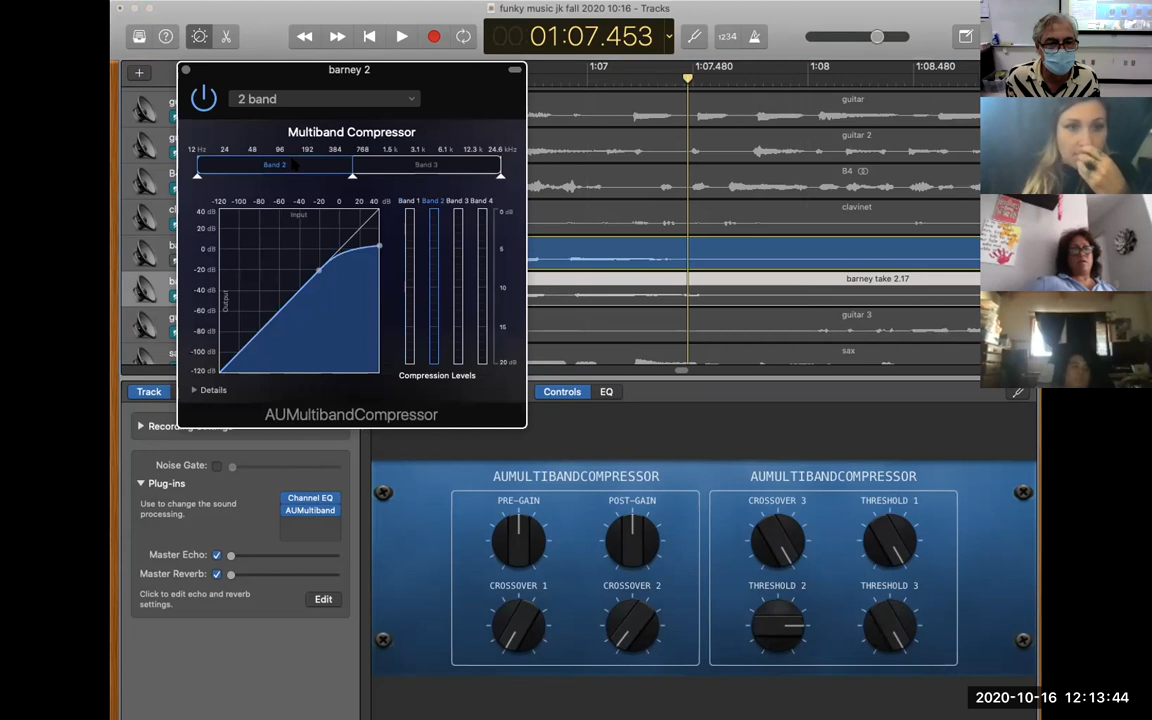 funky music jk fall 2020 10:16 - Tracks
00 01:07.453
1234
1:07
1:07.480
1:08
1:08.480
barney 2
2 band
Multiband Compressor
12 Hz 24 48 96 192 384 768 1.5 k 3.1 k 6.1 k 12.3 k 24.6 kHz
Band 2
Band 3
-120 -100 -80 -60 -40 -20 0 20 40 dB
Input
Band 1 Band 2 Band 3 Band 4
40 dB
20 dB
0 dB
-20 dB
-40 dB
-60 dB
-80 dB
-100 dB
-120 dB
Output
0 dB
5
10
15
20 dB
Compression Levels
Details
AUMultibandCompressor
guitar
guitar 2
B4
clavinet
barney take 2.17
guitar 3
sax
Track
Controls
EQ
Noise Gate:
Plug-ins
Use to change the sound
processing.
Channel EQ
AUMultiband
Master Echo:
Master Reverb:
Click to edit echo and reverb
settings.
Edit
AUMULTIBANDCOMPRESSOR
PRE-GAIN
POST-GAIN
CROSSOVER 1
CROSSOVER 2
AUMULTIBANDCOMPRESSOR
CROSSOVER 3
THRESHOLD 1
THRESHOLD 2
THRESHOLD 3
2020-10-16 12:13:44